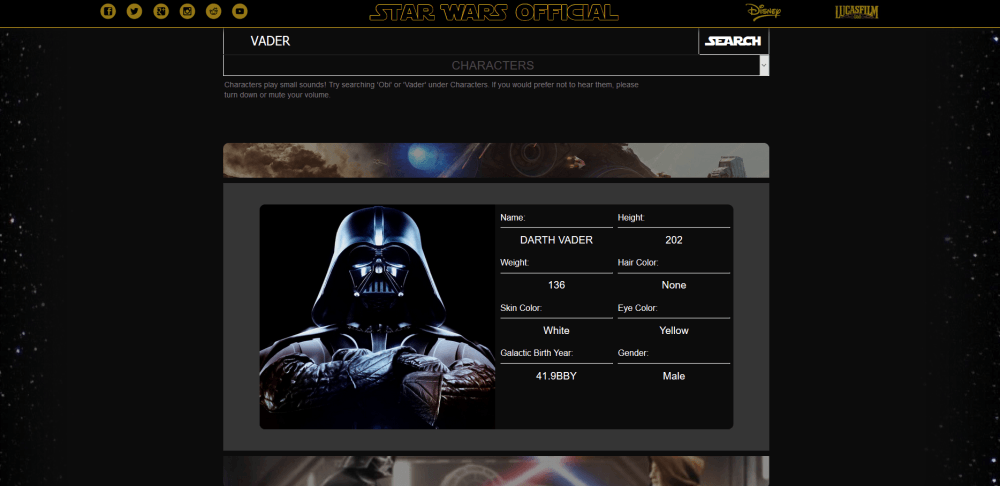 STAR WARS OFFICIAL
Disney
LUCASFILM
VADER
SEARCH
CHARACTERS
Characters play small sounds! Try searching 'Obi' or 'Vader' under Characters. If you would prefer not to hear them, please
turn down or mute your volume.
Name:
Height:
DARTH VADER
202
Weight:
Hair Color:
136
None
Skin Color:
Eye Color:
White
Yellow
Galactic Birth Year:
Gender:
41.9BBY
Male